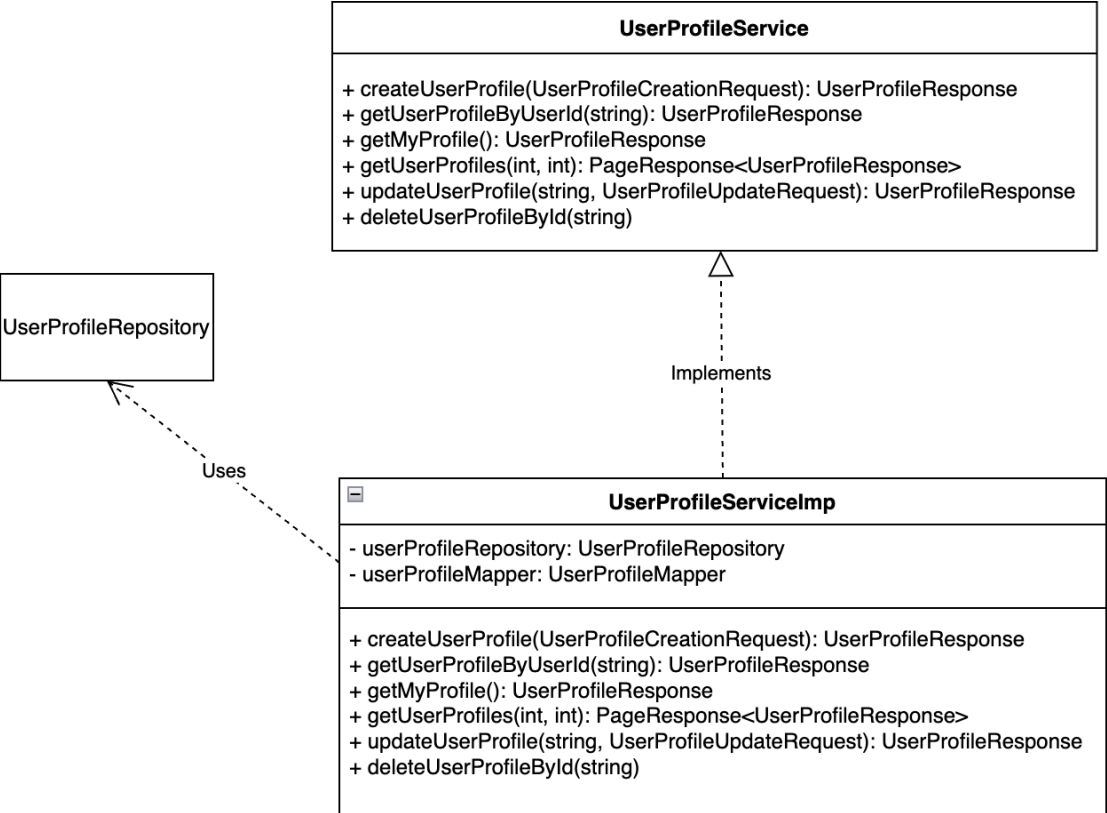 UserProfileService
+ createUserProfile(UserProfileCreationRequest): UserProfileResponse
+ getUserProfileByUserId(string): UserProfileResponse
+ getMyProfile(): UserProfileResponse
+ getUserProfiles(int, int): PageResponse<UserProfileResponse>
+ updateUserProfile(string, UserProfileUpdateRequest): UserProfileResponse
+ deleteUserProfileById(string)
UserProfileRepository
Implements
Uses
UserProfileServiceImp
- userProfileRepository: UserProfileRepository
- userProfileMapper: UserProfileMapper
+ createUserProfile(UserProfileCreationRequest): UserProfileResponse
+ getUserProfileByUserId(string): UserProfileResponse
+ getMyProfile(): UserProfileResponse
+ getUserProfiles(int, int): PageResponse<UserProfileResponse>
+ updateUserProfile(string, UserProfileUpdateRequest): UserProfileResponse
+ deleteUserProfileById(string)